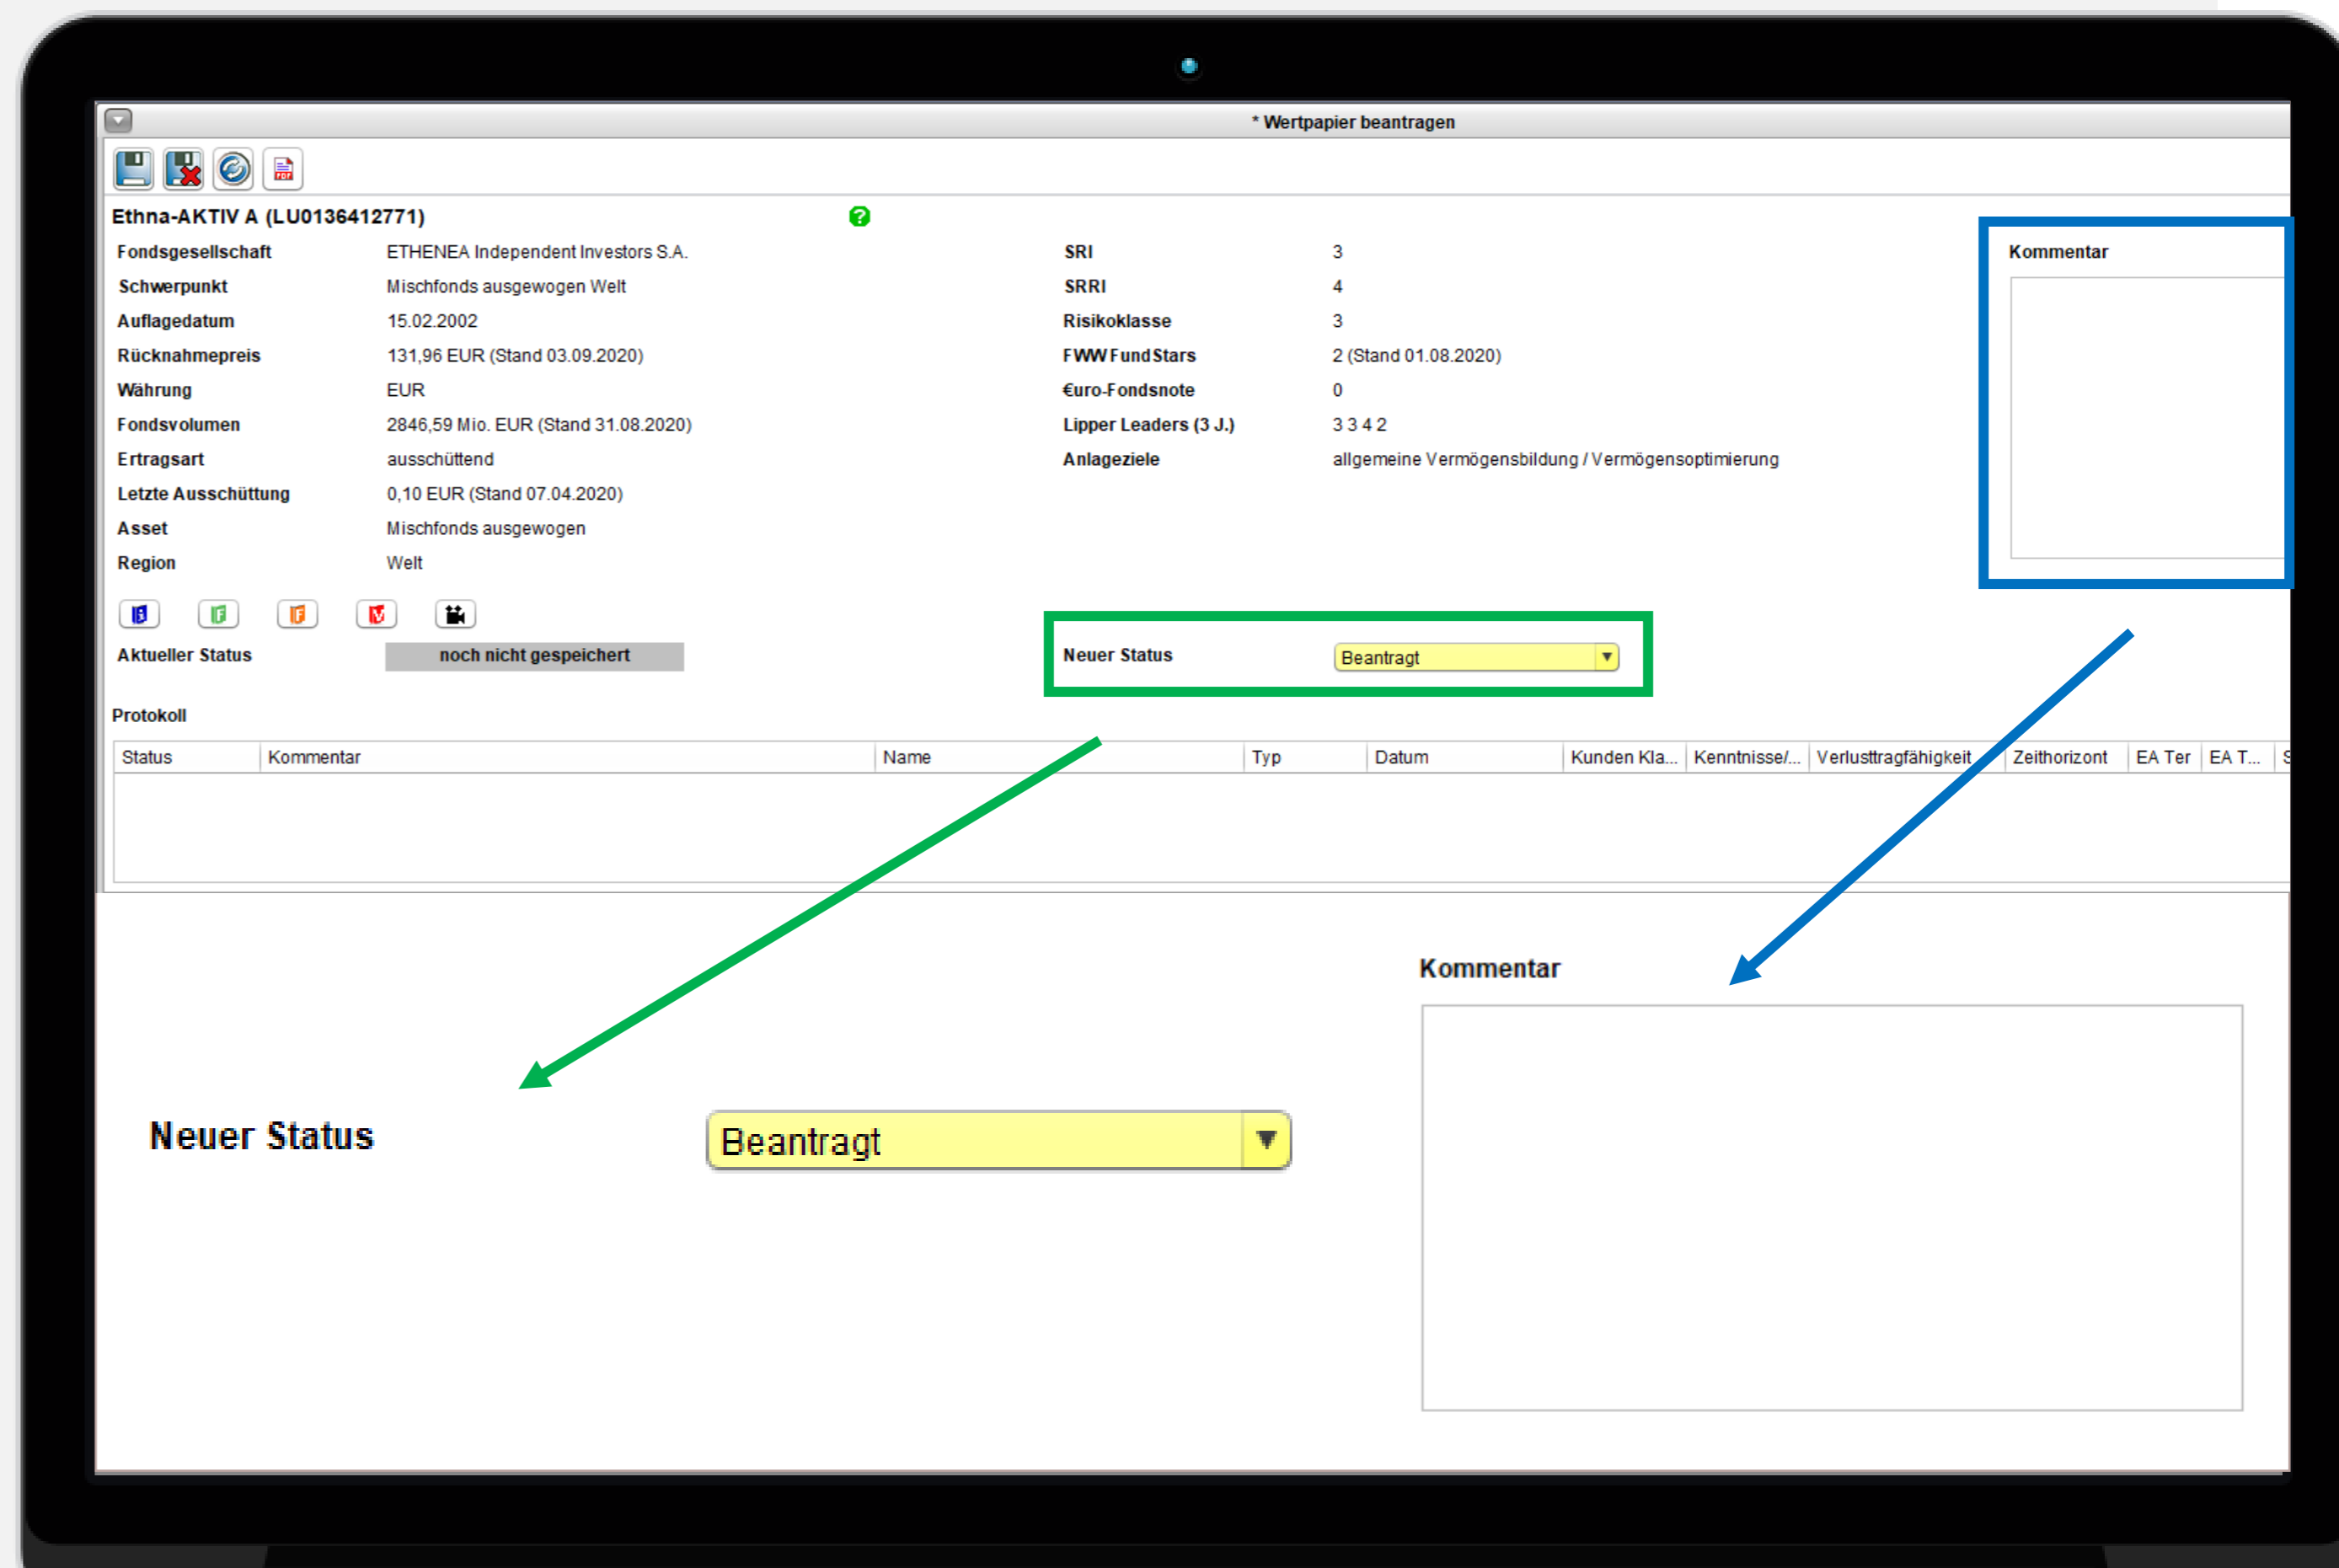 * Wertpapier beantragen
PDF
Ethna-AKTIV A (LU0136412771) ?
Fondsgesellschaft ETHENEA Independent Investors S.A. SRI 3 Kommentar
Schwerpunkt Mischfonds ausgewogen Welt SRRI 4
Auflagedatum 15.02.2002 Risikoklasse 3
Rücknahmepreis 131,96 EUR (Stand 03.09.2020) FWW FundStars 2 (Stand 01.08.2020)
Währung EUR €uro-Fondsnote 0
Fondsvolumen 2846,59 Mio. EUR (Stand 31.08.2020) Lipper Leaders (3 J.) 3 3 4 2
Ertragsart ausschüttend Anlageziele allgemeine Vermögensbildung / Vermögensoptimierung
Letzte Ausschüttung 0,10 EUR (Stand 07.04.2020)
Asset Mischfonds ausgewogen
Region Welt
i F F V
Aktueller Status noch nicht gespeichert Neuer Status Beantragt
Protokoll
Status Kommentar Name Typ Datum Kunden Kla... Kenntnisse/... Verlusttragfähigkeit Zeithorizont EA Ter EA T...
Kommentar
Neuer Status Beantragt